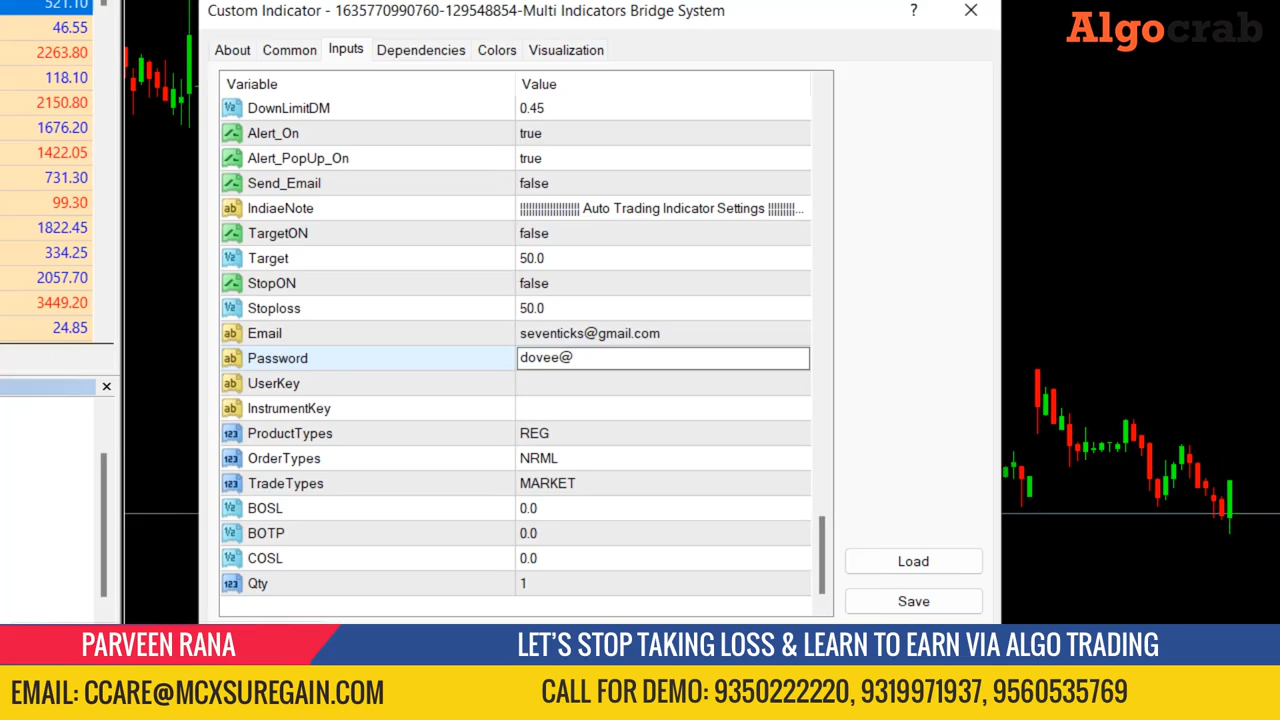 521.10
46.55
2263.80
118.10
2150.80
1676.20
1422.05
731.30
99.30
1822.45
334.25
2057.70
3449.20
24.85
Custom Indicator - 1635770990760-129548854-Multi Indicators Bridge System
?
Algocrab
About Common Inputs Dependencies Colors Visualization
Variable Value
DownLimitDM 0.45
Alert_On true
Alert_PopUp_On true
Send_Email false
IndiaeNote ||||||||||||||||||||| Auto Trading Indicator Settings |||||||||...
TargetON false
Target 50.0
StopON false
Stoploss 50.0
Email seventicks@gmail.com
Password dovee@
UserKey
InstrumentKey
ProductTypes REG
OrderTypes NRML
TradeTypes MARKET
BOSL 0.0
BOTP 0.0
COSL 0.0
Qty 1
Load
Save
PARVEEN RANA
LET'S STOP TAKING LOSS & LEARN TO EARN VIA ALGO TRADING
EMAIL: CCARE@MCXSUREGAIN.COM
CALL FOR DEMO: 9350222220, 9319971937, 9560535769